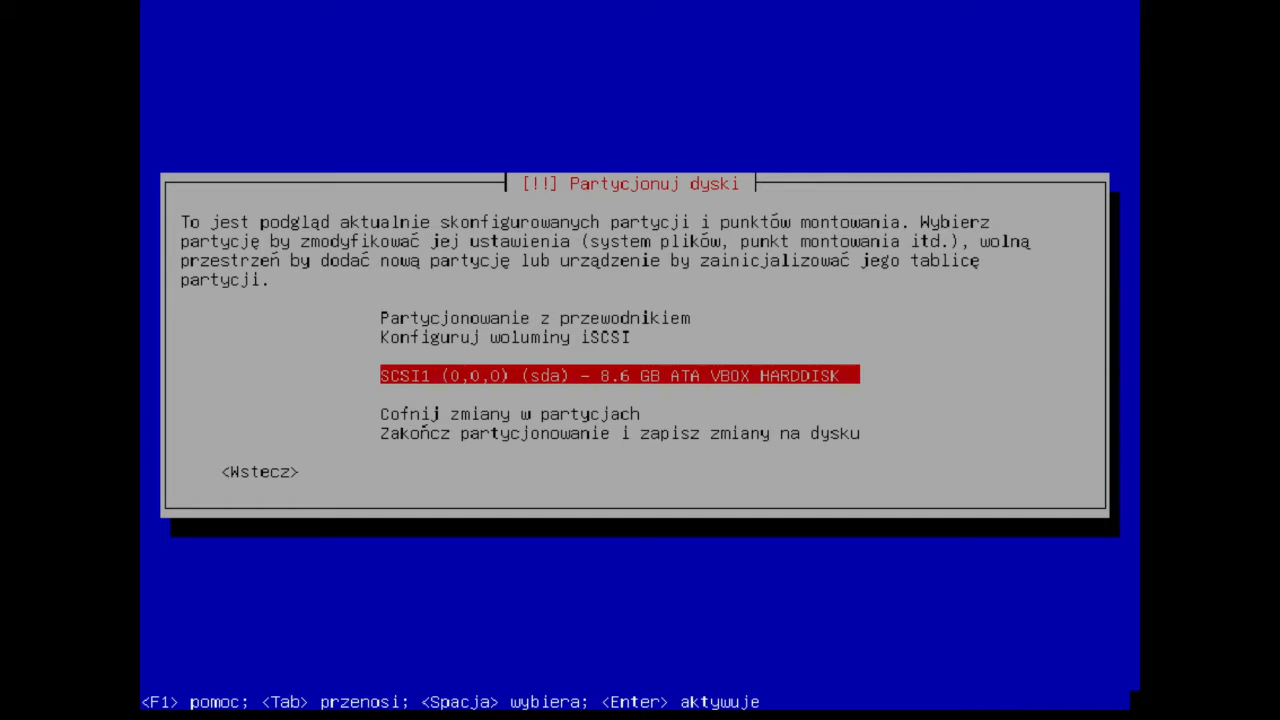 [!!] Partycjonuj dyski
To jest podgląd aktualnie skonfigurowanych partycji i punktów montowania. Wybierz
partycję by zmodyfikować jej ustawienia (system plików, punkt montowania itd.), wolną
przestrzeń by dodać nową partycję lub urządzenie by zainicjalizować jego tablicę
partycji.
Partycjonowanie z przewodnikiem
Konfiguruj woluminy iSCSI
SCSI1 (0,0,0) (sda) - 8.6 GB ATA VBOX HARDDISK
Cofnij zmiany w partycjach
Zakończ partycjonowanie i zapisz zmiany na dysku
<Wstecz>
<F1> pomoc; <Tab> przenosi; <Spacja> wybiera; <Enter> aktywuje